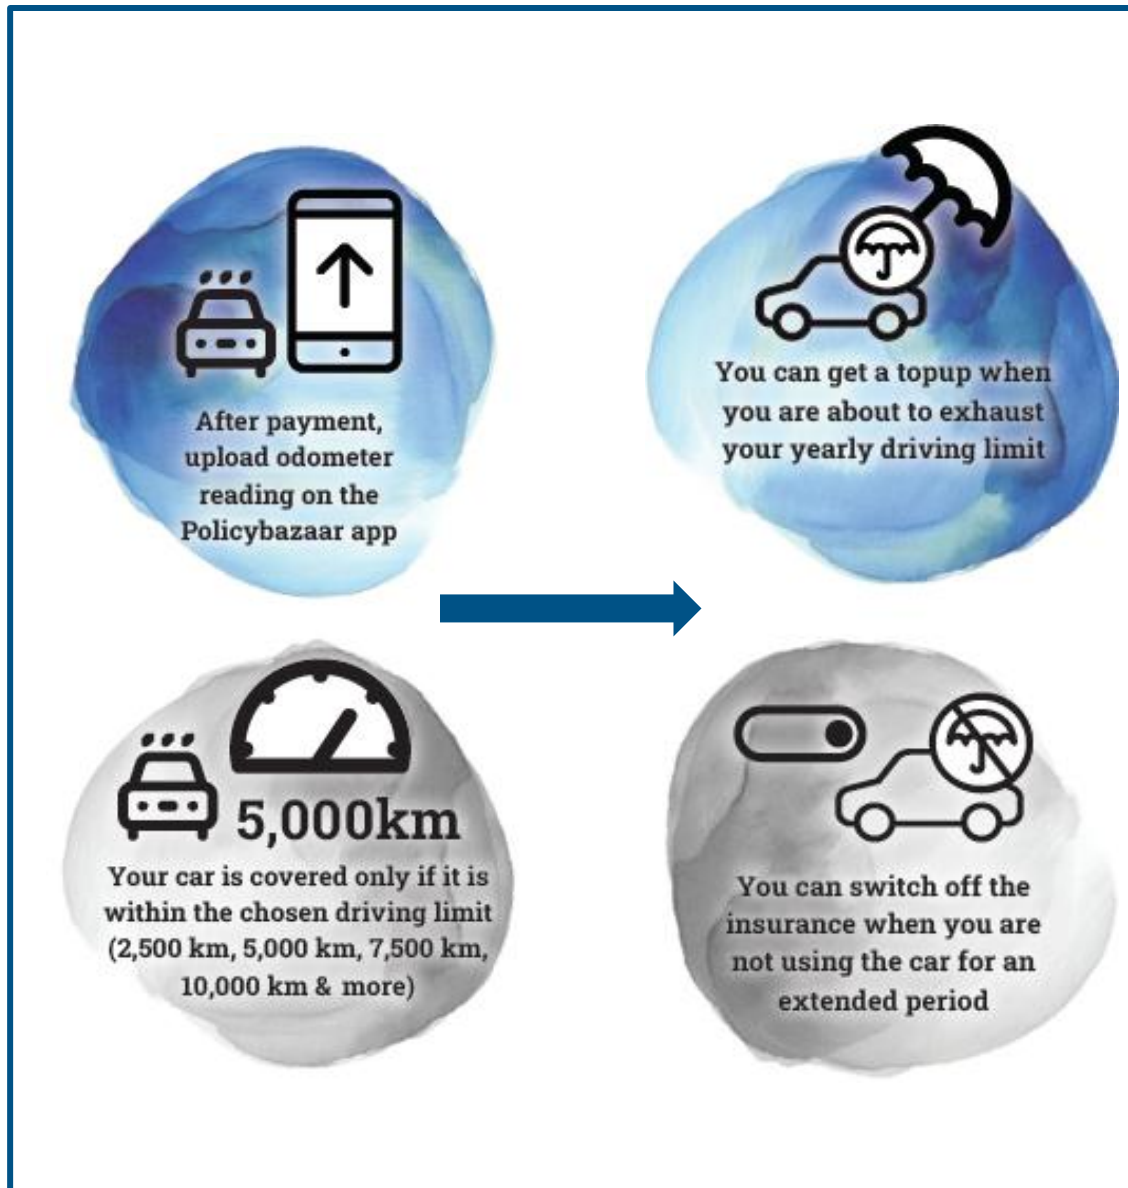 After payment,
upload odometer
reading on the
Policybazaar app
You can get a topup when
you are about to exhaust
your yearly driving limit
5,000km
Your car is covered only if it is
within the chosen driving limit
(2,500 km, 5,000 km, 7,500 km,
10,000 km & more)
You can switch off the
insurance when you are
not using the car for an
extended period